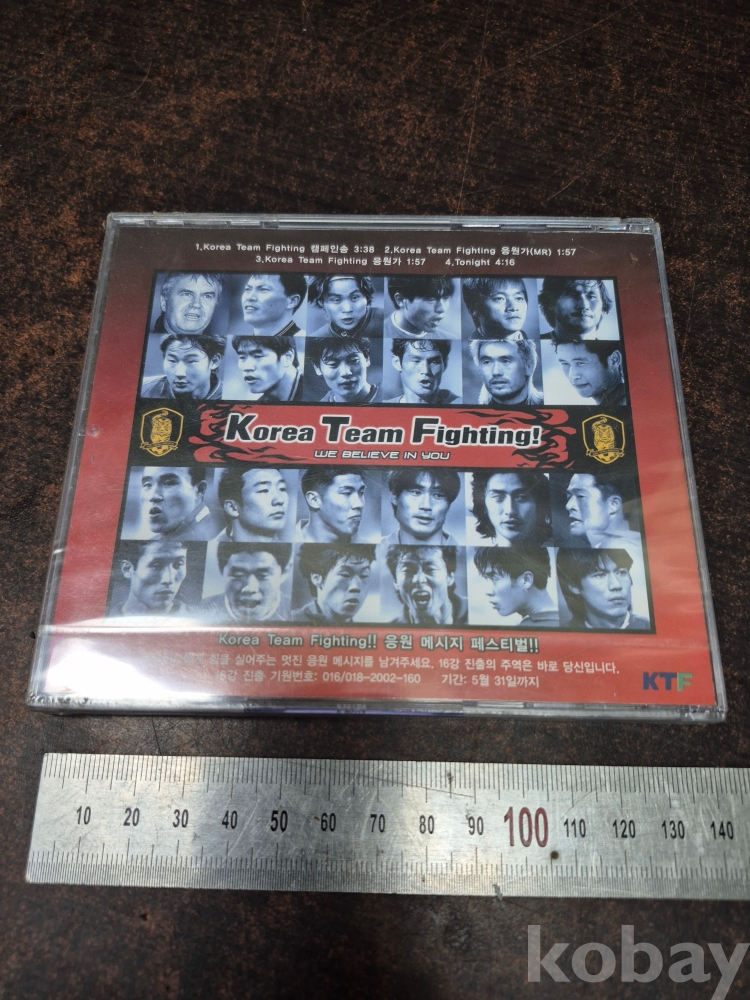 1,Korea Team Fighting 캠페인송 3:38 2,Korea Team Fighting 응원가(MR) 1:57
3,Korea Team Fighting 응원가 1:57 4,Tonight 4:16
Korea Team Fighting!
WE BELIEVE IN YOU
Korea Team Fighting!! 응원 메시지 페스티벌!!
힘을 실어주는 멋진 응원 메시지를 남겨주세요. 16강 진출의 주역은 바로 당신입니다.
16강 진출 기원번호: 016/018-2002-160 기간: 5월 31일까지
KTF
10 20 30 40 50 60 70 80 90 100 110 120 130 140
kobay